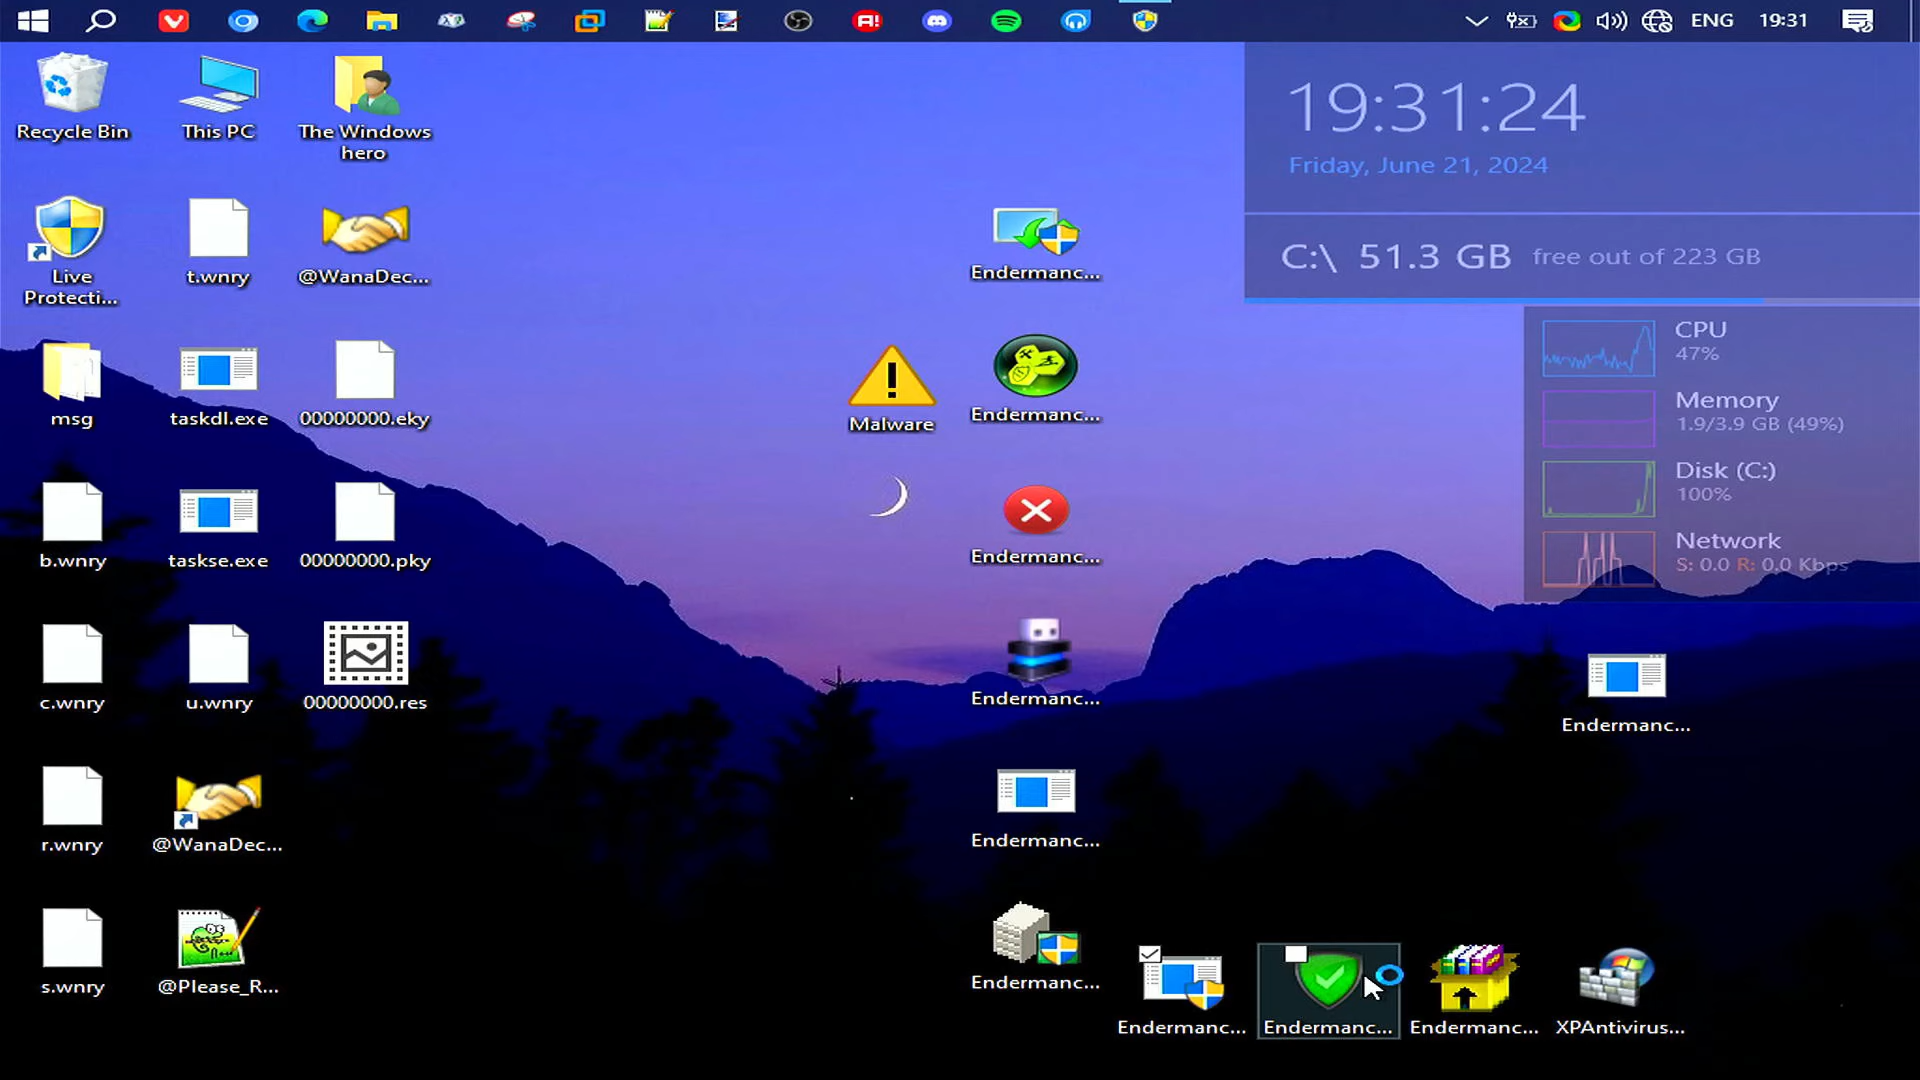 ENG
19:31
Recycle Bin
This PC
The Windows
hero
19:31:24
Friday, June 21, 2024
C:\ 51.3 GB free out of 223 GB
Live
Protecti...
t.wnry
@WanaDec...
Endermanc...
CPU
47%
Memory
1.9/3.9 GB (49%)
Disk (C:)
100%
Network
S: 0.0 R: 0.0 Kbps
msg
taskdl.exe
00000000.eky
Malware
Endermanc...
b.wnry
taskse.exe
00000000.pky
Endermanc...
c.wnry
u.wnry
00000000.res
Endermanc...
Endermanc...
r.wnry
@WanaDec...
Endermanc...
s.wnry
@Please_R...
Endermanc...
Endermanc...
Endermanc...
Endermanc...
XPAntivirus...